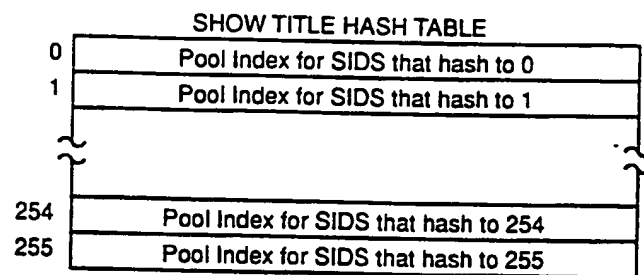 SHOW TITLE HASH TABLE
0 Pool Index for SIDS that hash to 0
1 Pool Index for SIDS that hash to 1
254 Pool Index for SIDS that hash to 254
255 Pool Index for SIDS that hash to 255